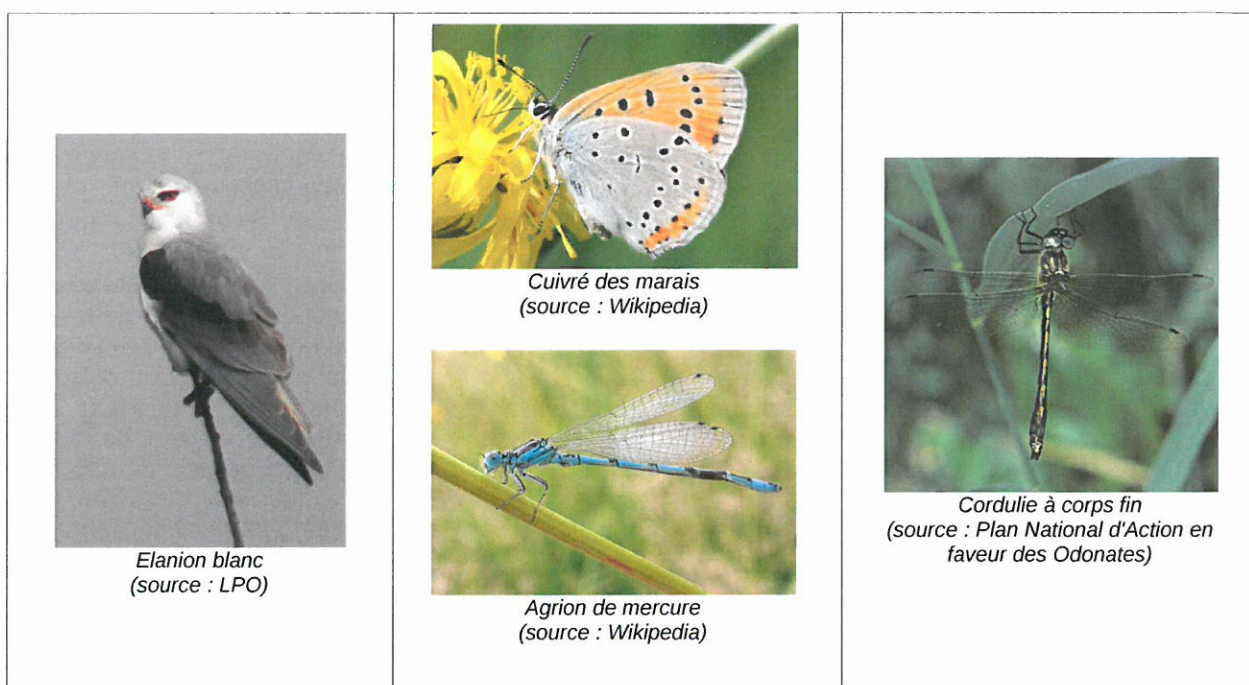 Elanion blanc
(source : LPO)
Cuivré des marais
(source : Wikipedia)
Agrion de mercure
(source : Wikipedia)
Cordulie à corps fin
(source : Plan National d'Action en
faveur des Odonates)